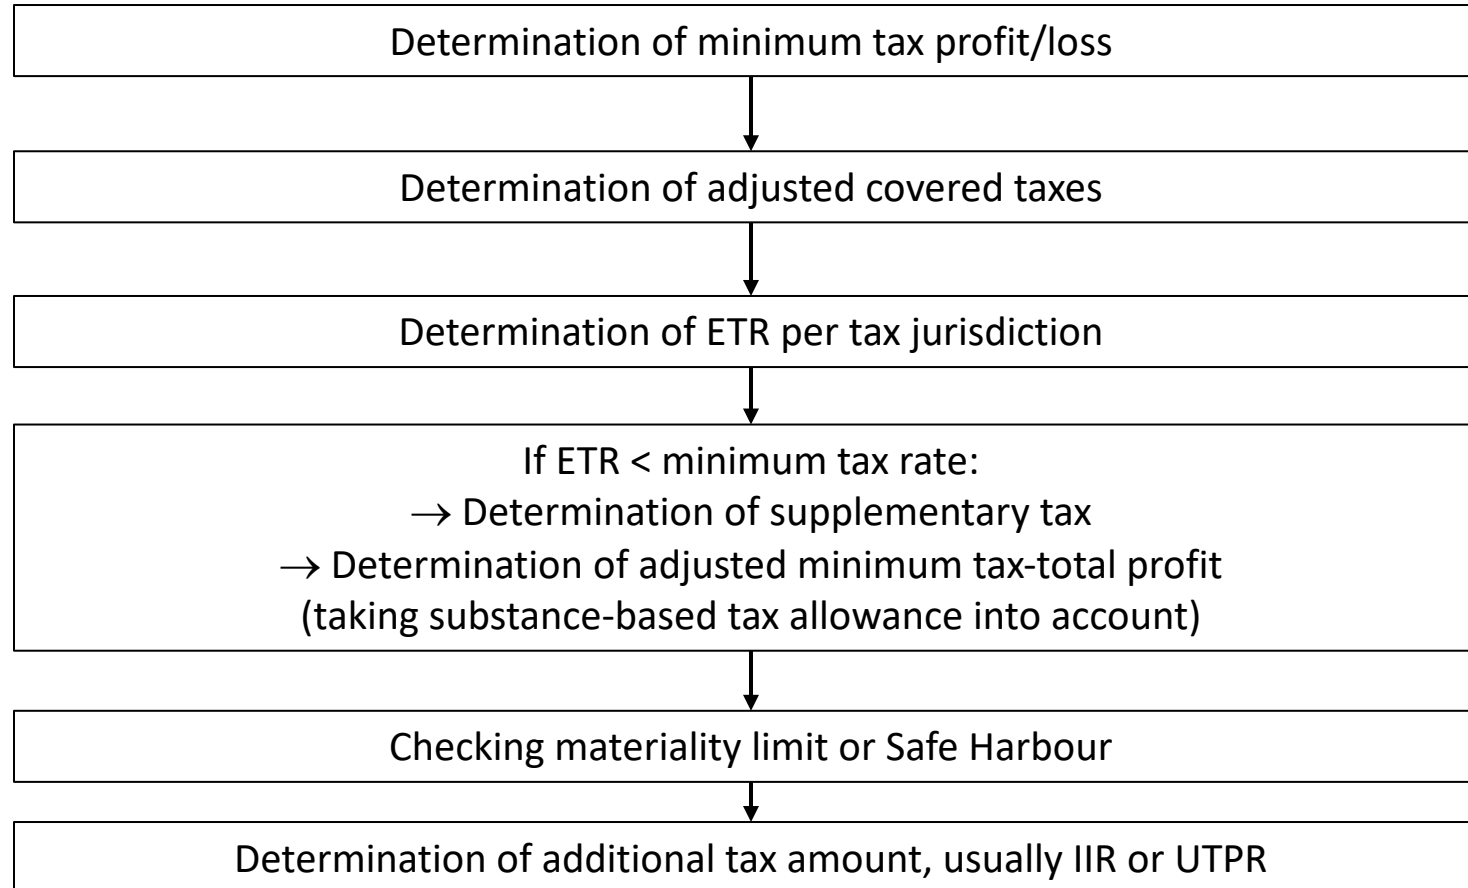 Determination of minimum tax profit/loss
Determination of adjusted covered taxes
Determination of ETR per tax jurisdiction
If ETR < minimum tax rate:
→ Determination of supplementary tax
→ Determination of adjusted minimum tax-total profit
(taking substance-based tax allowance into account)
Checking materiality limit or Safe Harbour
Determination of additional tax amount, usually IIR or UTPR